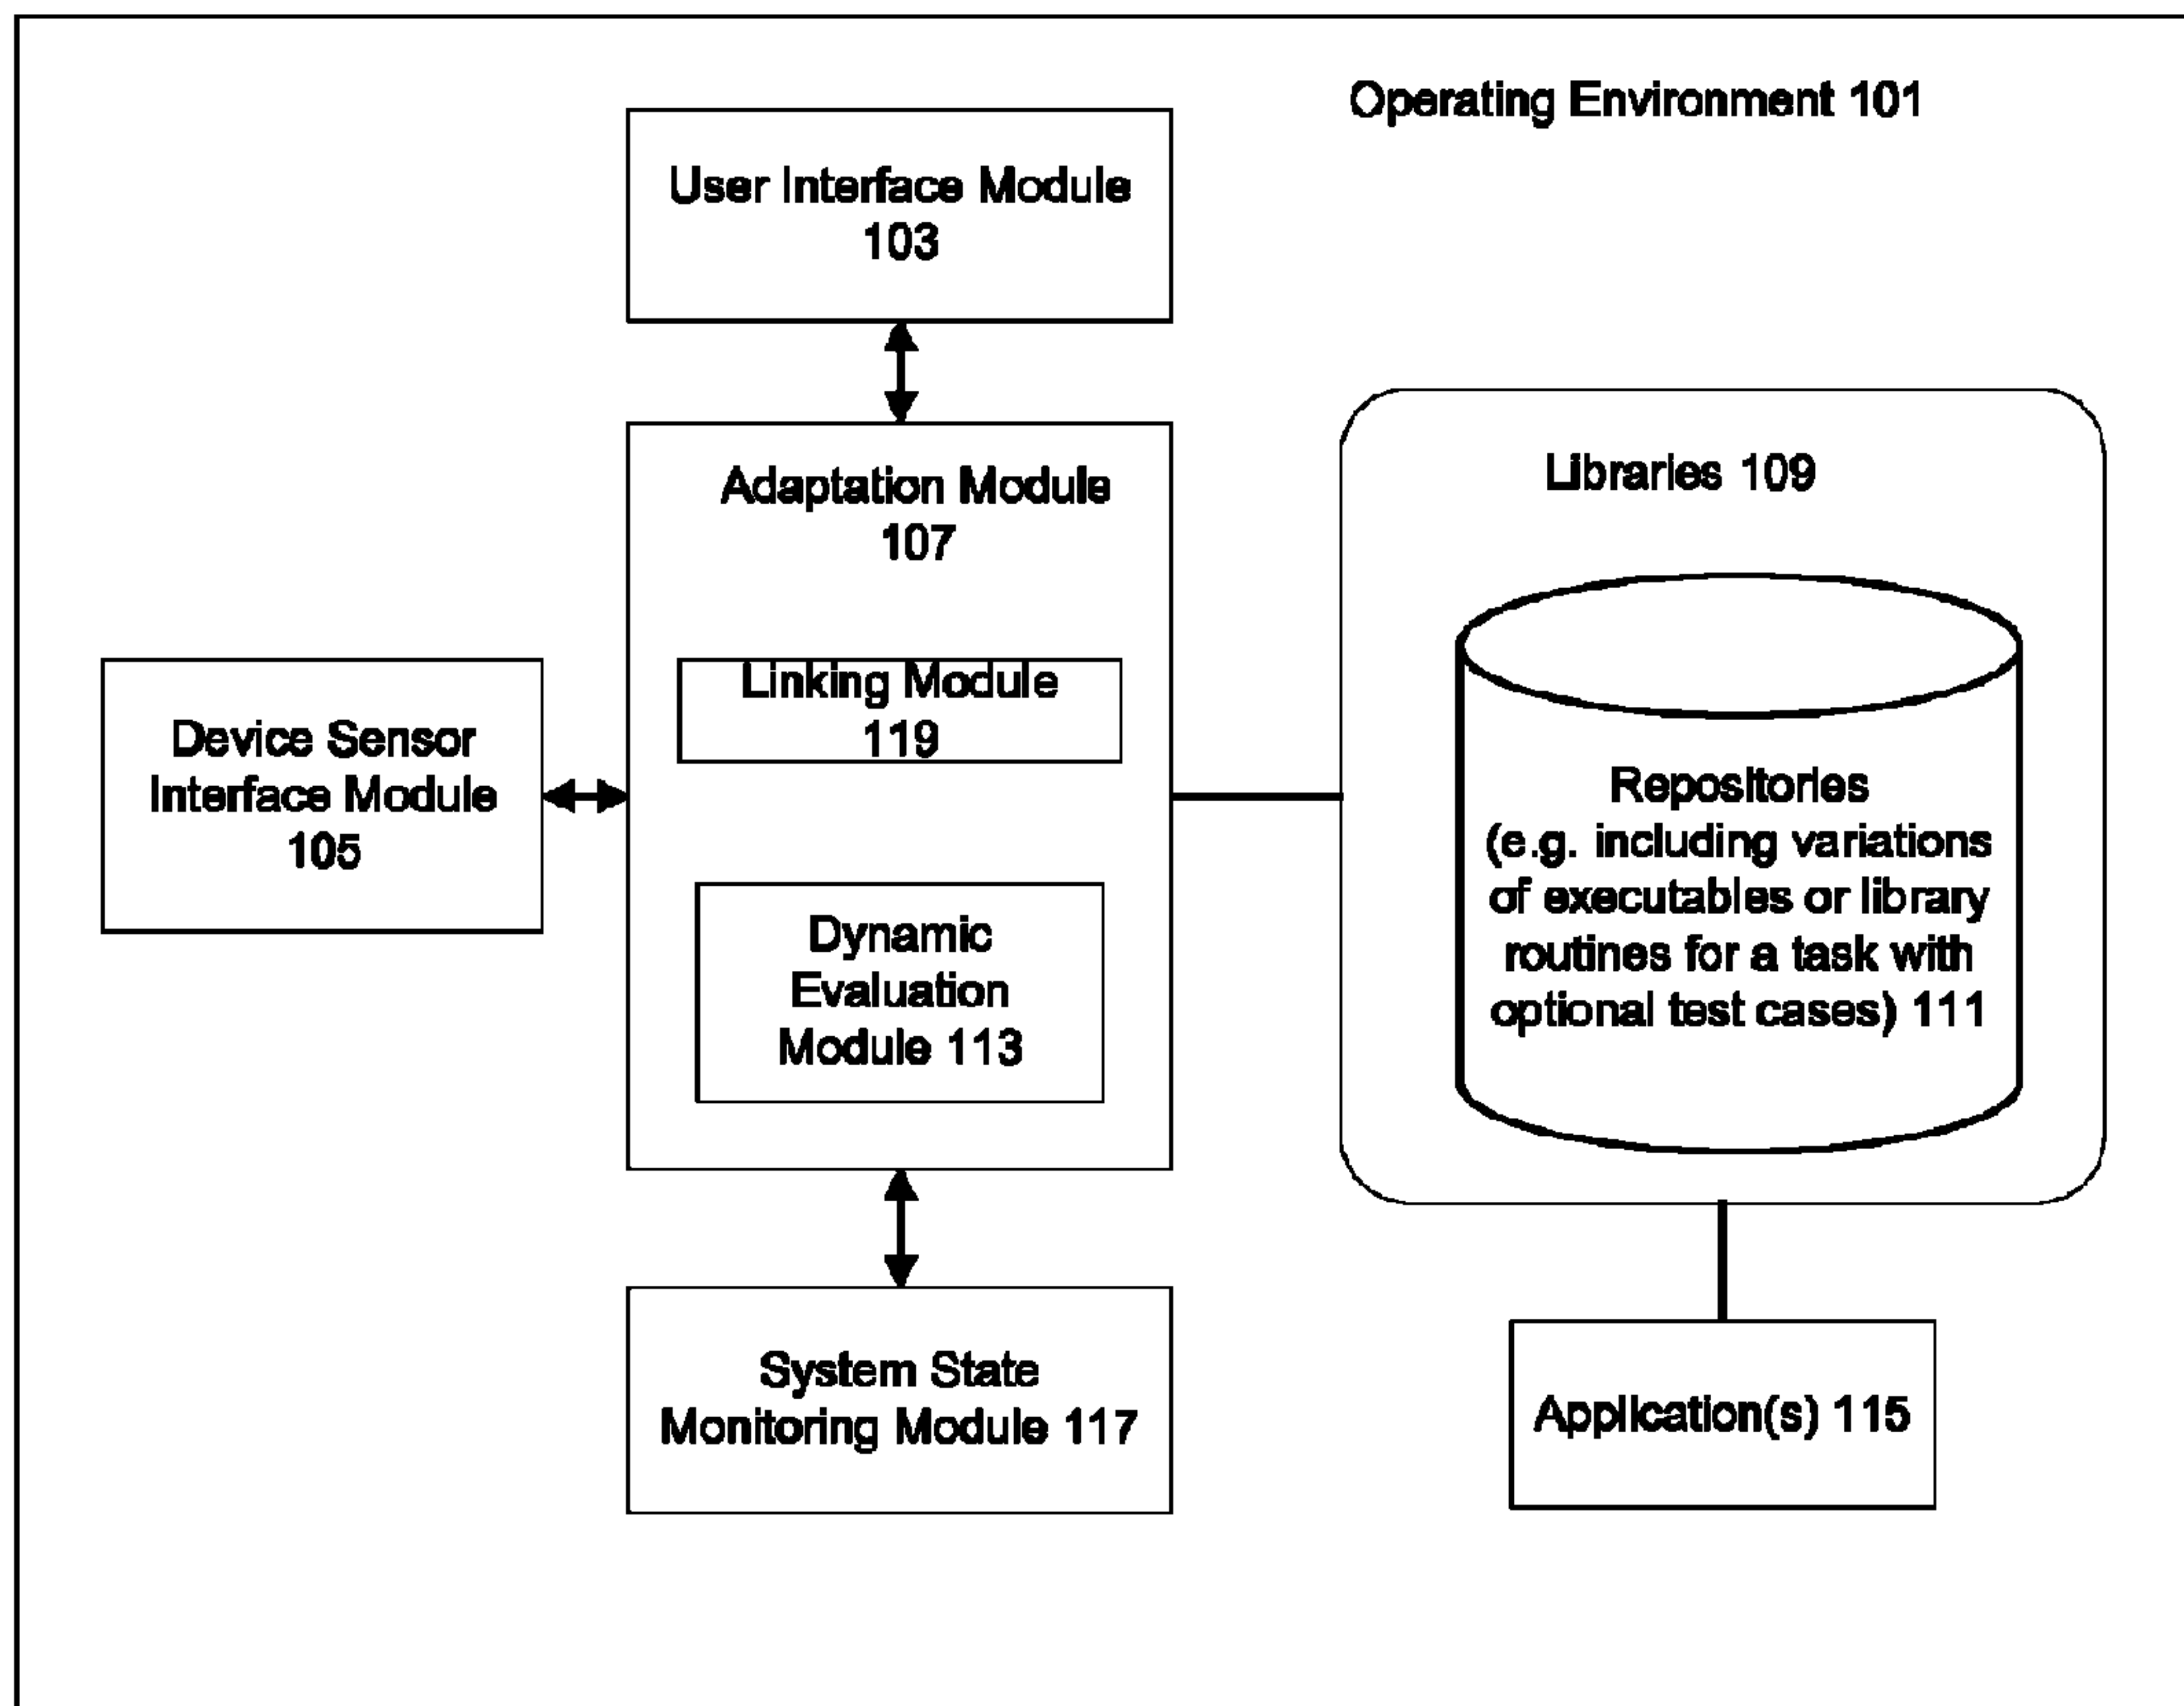 Operating Environment 101
User Interface Module
103
Adaptation Module
107
Linking Module
119
Dynamic
Evaluation
Module 113
Device Sensor
Interface Module
105
System State
Monitoring Module 117
Libraries 109
Repositories
(e.g. including variations
of executables or library
routines for a task with
optional test cases) 111
Application(s) 115